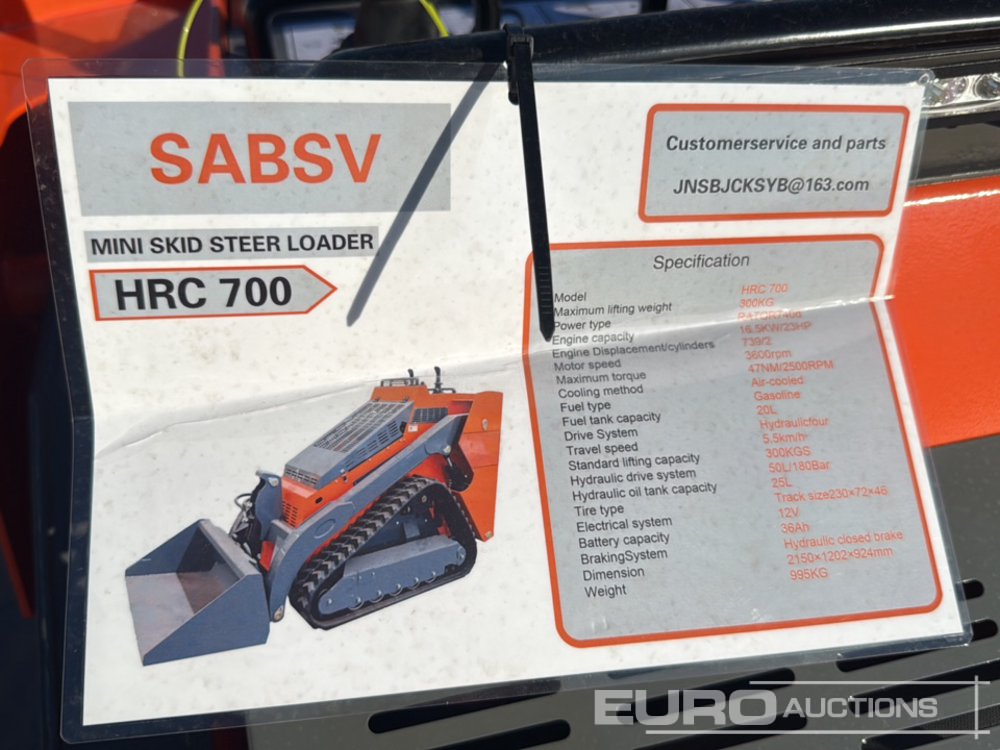 SABSV
MINI SKID STEER LOADER
HRC 700
Customerservice and parts
JNSBJCKSYB@163.com
Specification
Model HRC 700
Maximum lifting weight 300KG
Power type
Engine capacity 16.5KW/23HP
Engine Displacement/cylinders 739/2
Motor speed 3600rpm
Maximum torque 47NM/2500RPM
Cooling method Air-cooled
Fuel type Gasoline
Fuel tank capacity 20L
Drive System Hydraulicfour
Travel speed 5.5km/h
Standard lifting capacity 300KGS
Hydraulic drive system 50L/180Bar
Hydraulic oil tank capacity 25L
Tire type Track size230×72×46
Electrical system 12V
Battery capacity 36Ah
BrakingSystem Hydraulic closed brake
Dimension 2150×1202×924mm
Weight 995KG
EURO AUCTIONS